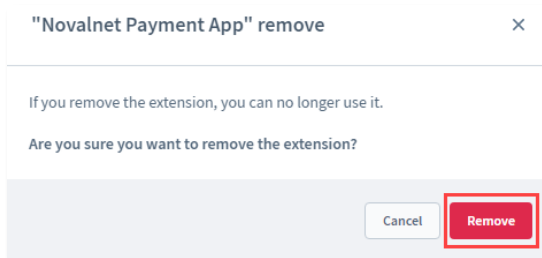 "Novalnet Payment App" remove
If you remove the extension, you can no longer use it.
Are you sure you want to remove the extension?
Cancel Remove